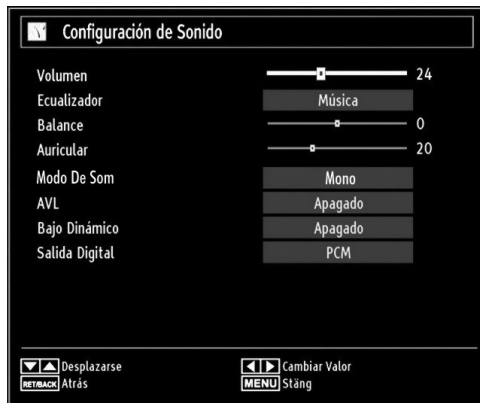 Configuración de Sonido
Volumen 24
Ecualizador Música
Balance 0
Auricular 20
Modo De Som Mono
AVL Apagado
Bajo Dinámico Apagado
Salida Digital PCM
Desplazarse Cambiar Valor
RET/BACK Atrás MENU Stäng